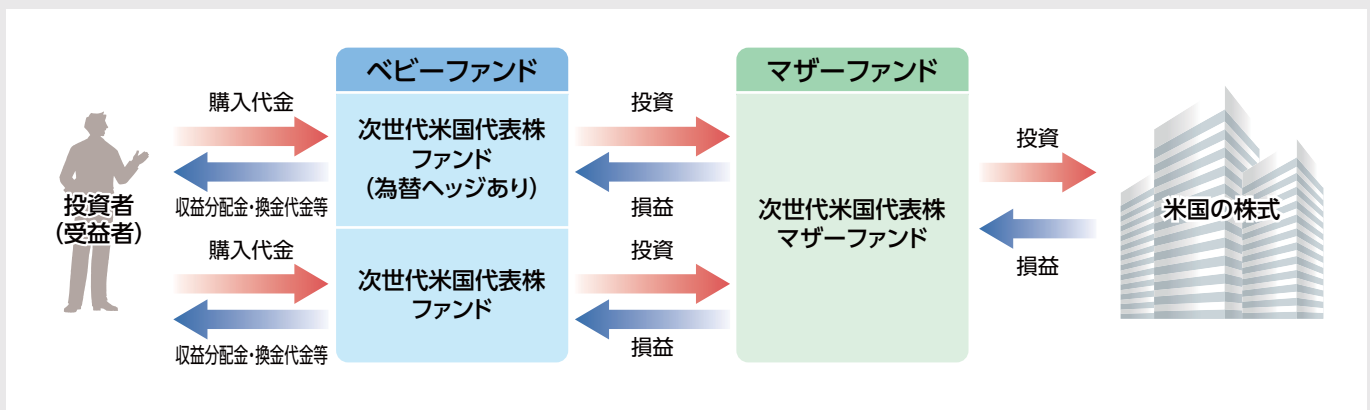 投資者
(受益者)
購入代金
収益分配金・換金代金等
購入代金
収益分配金・換金代金等
ベビーファンド
次世代米国代表株
ファンド
(為替ヘッジあり)
次世代米国代表株
ファンド
投資
損益
投資
損益
マザーファンド
次世代米国代表株
マザーファンド
投資
損益
米国の株式